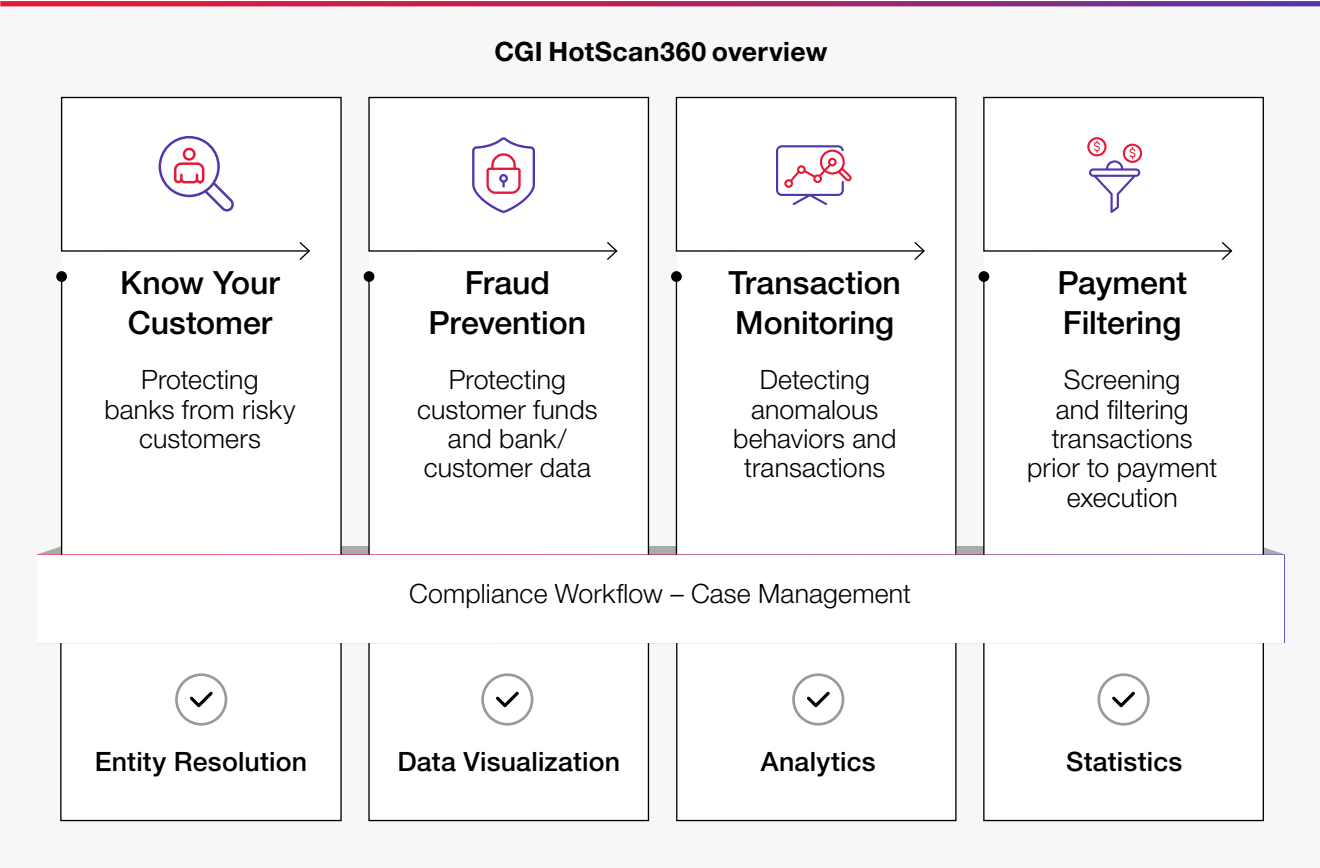 CGI HotScan360 overview
Know Your
Customer
Protecting
banks from risky
customers
Fraud
Prevention
Protecting
customer funds
and bank/
customer data
Transaction
Monitoring
Detecting
anomalous
behaviors and
transactions
$
$
Payment
Filtering
Screening
and filtering
transactions
prior to payment
execution
Compliance Workflow – Case Management
Entity Resolution
Data Visualization
Analytics
Statistics